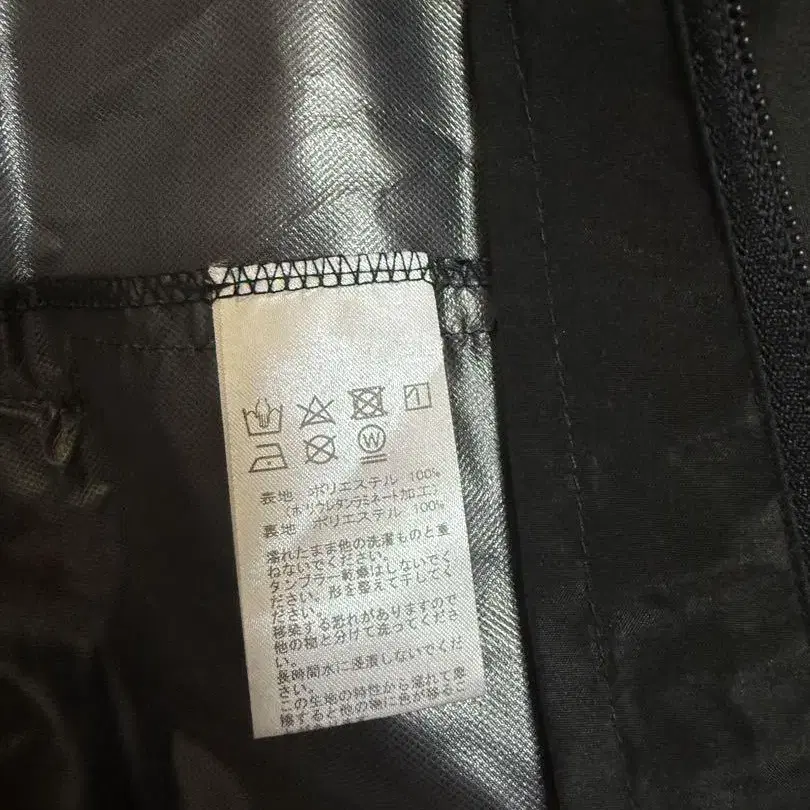 W
表地 ポリエステル 100%
(ポリウレタンラミネート加工)
裏地 ポリエステル 100%
濡れたまま他の洗濯ものと重
ねないでください。
タンブラー乾燥はしないでく
ださい。形を整えて干してく
ださい。
移染する恐れがありますので
他の物と分けて洗ってくださ
い。
長時間水に浸漬しないでくだ
さい。
この生地の特性から濡れて摩
擦すると他の物に色が移るこ